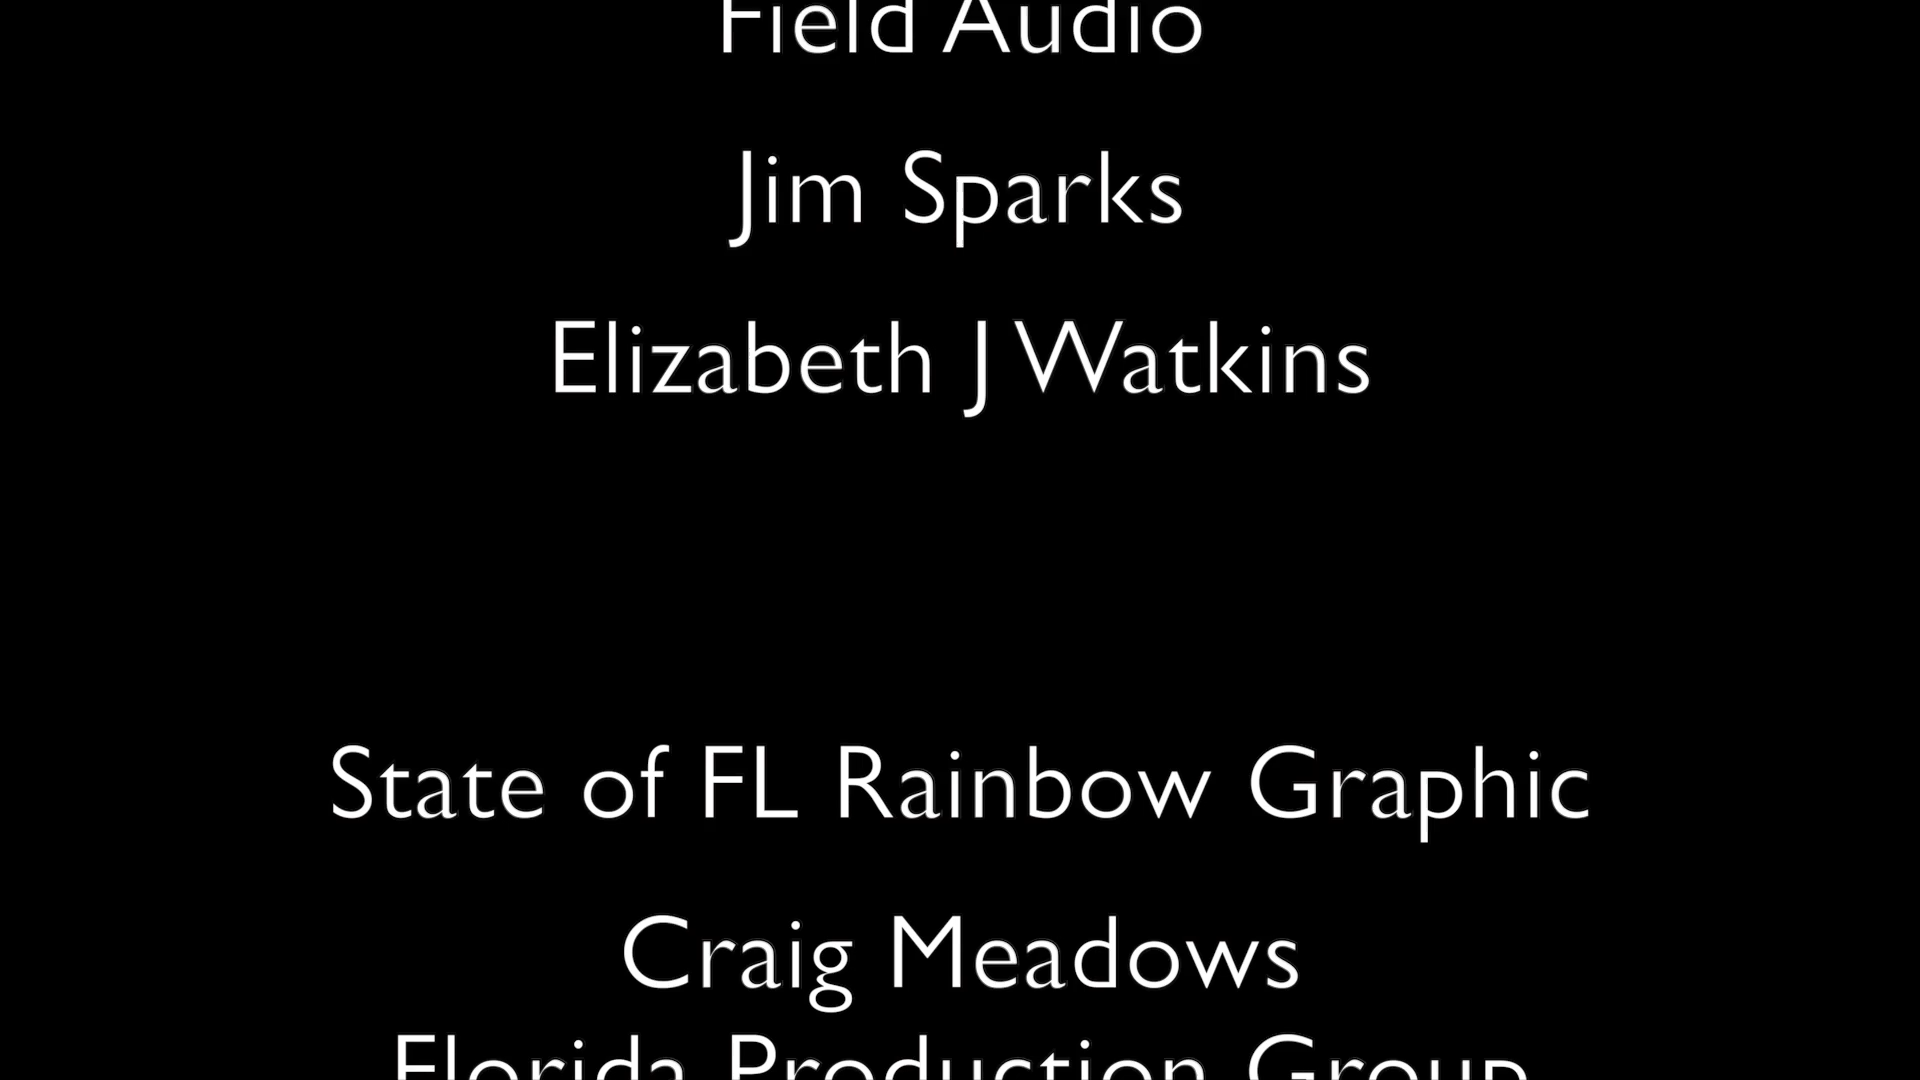 Field Audio
Jim Sparks
Elizabeth J Watkins
State of FL Rainbow Graphic
Craig Meadows
Florida Production Group